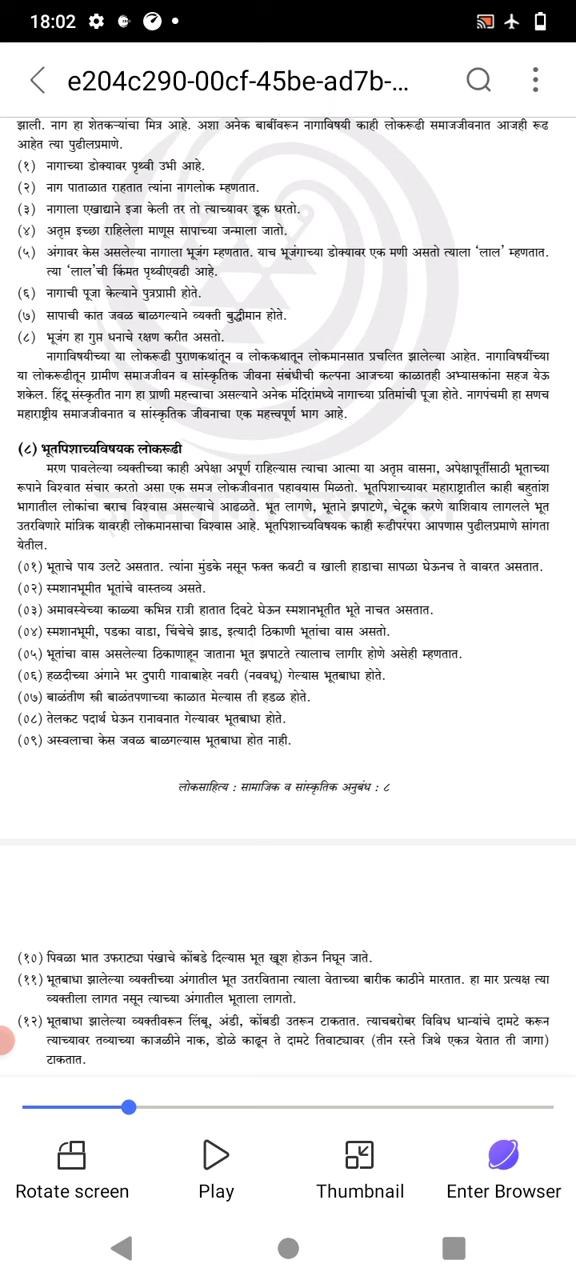 18:02
e204c290-00cf-45be-ad7b-...
झाली. नाग हा शेतकऱ्यांचा मित्र आहे. अशा अनेक बाबींवरून नागाविषयी काही लोकरूढी समाजजीवनात आजही रूढ
आहेत त्या पुढीलप्रमाणे.
(१) नागाच्या डोक्यावर पृथ्वी उभी आहे.
(२) नाग पाताळात राहतात त्यांना नागलोक म्हणतात.
(३) नागाला एखाद्याने इजा केली तर तो त्याच्यावर डूक धरतो.
(४) अतृप्त इच्छा राहिलेला माणूस सापाच्या जन्माला जातो.
(५) अंगावर केस असलेल्या नागाला भूजंग म्हणतात. याच भूजंगाच्या डोक्यावर एक मणी असतो त्याला ‘लाल’ म्हणतात.
त्या ‘लाल’ची किंमत पृथ्वीएवढी आहे.
(६) नागाची पूजा केल्याने पुत्रप्राप्ती होते.
(७) सापाची कात जवळ बाळगल्याने व्यक्ती बुद्धीमान होते.
(८) भूजंग हा गुप्त धनाचे रक्षण करीत असतो.
नागाविषयीच्या या लोकरूढी पुराणकथांतून व लोककथातून लोकमानसात प्रचलित झालेल्या आहेत. नागाविषयींच्या
या लोकरूढीतून ग्रामीण समाजजीवन व सांस्कृतिक जीवना संबंधीची कल्पना आजच्या काळातही अभ्यासकांना सहज येऊ
शकेल. हिंदू संस्कृतीत नाग हा प्राणी महत्त्वाचा असल्याने अनेक मंदिरांमध्ये नागाच्या प्रतिमांची पूजा होते. नागपंचमी हा सणच
महाराष्ट्रीय समाजजीवनात व सांस्कृतिक जीवनाचा एक महत्त्वपूर्ण भाग आहे.
(८) भूतपिशाच्यविषयक लोकरूढी
मरण पावलेल्या व्यक्तीच्या काही अपेक्षा अपूर्ण राहिल्यास त्याचा आत्मा या अतृप्त वासना, अपेक्षापूर्तीसाठी भूताच्या
रूपाने विश्वात संचार करतो असा एक समज लोकजीवनात पहावयास मिळतो. भूतपिशाच्यावर महाराष्ट्रातील काही बहुतांश
भागातील लोकांचा बराच विश्वास असल्याचे आढळते. भूत लागणे, भूताने झपाटणे, चेटूक करणे याशिवाय लागलले भूत
उतरविणारे मांत्रिक यावरही लोकमानसाचा विश्वास आहे. भूतपिशाच्यविषयक काही रूढीपरंपरा आपणास पुढीलप्रमाणे सांगता
येतील.
(०१) भूताचे पाय उलटे असतात. त्यांना मुंडके नसून फक्त कवटी व खाली हाडाचा सापळा घेऊनच ते वावरत असतात.
(०२) स्मशानभूमीत भूतांचे वास्तव्य असते.
(०३) अमावस्येच्या काळ्या कभिन्न रात्री हातात दिवटे घेऊन स्मशानभूतीत भूते नाचत असतात.
(०४) स्मशानभूमी, पडका वाडा, चिंचेचे झाड, इत्यादी ठिकाणी भूतांचा वास असतो.
(०५) भूतांचा वास असलेल्या ठिकाणाहून जाताना भूत झपाटते त्यालाच लागीर होणे असेही म्हणतात.
(०६) हळदीच्या अंगाने भर दुपारी गावाबाहेर नवरी (नववधू) गेल्यास भूतबाधा होते.
(०७) बाळंतीण स्त्री बाळंतपणाच्या काळात मेल्यास ती हडळ होते.
(०८) तेलकट पदार्थ घेऊन रानावनात गेल्यावर भूतबाधा होते.
(०९) अस्वलाचा केस जवळ बाळगल्यास भूतबाधा होत नाही.
लोकसाहित्य : सामाजिक व सांस्कृतिक अनुबंध : ८
(१०) पिवळा भात उफराट्या पंखाचे कोंबडे दिल्यास भूत खूश होऊन निघून जाते.
(११) भूतबाधा झालेल्या व्यक्तीच्या अंगातील भूत उतरविताना त्याला वेताच्या बारीक काठीने मारतात. हा मार प्रत्यक्ष त्या
व्यक्तीला लागत नसून त्याच्या अंगातील भूताला लागतो.
(१२) भूतबाधा झालेल्या व्यक्तीवरून लिंबू, अंडी, कोंबडी उतरून टाकतात. त्याचबरोबर विविध धान्यांचे दामटे करून
त्याच्यावर तव्याच्या काजळीने नाक, डोळे काढून ते दामटे तिवाट्यावर (तीन रस्ते जिथे एकत्र येतात ती जागा)
टाकतात.
Rotate screen
Play
Thumbnail
Enter Browser